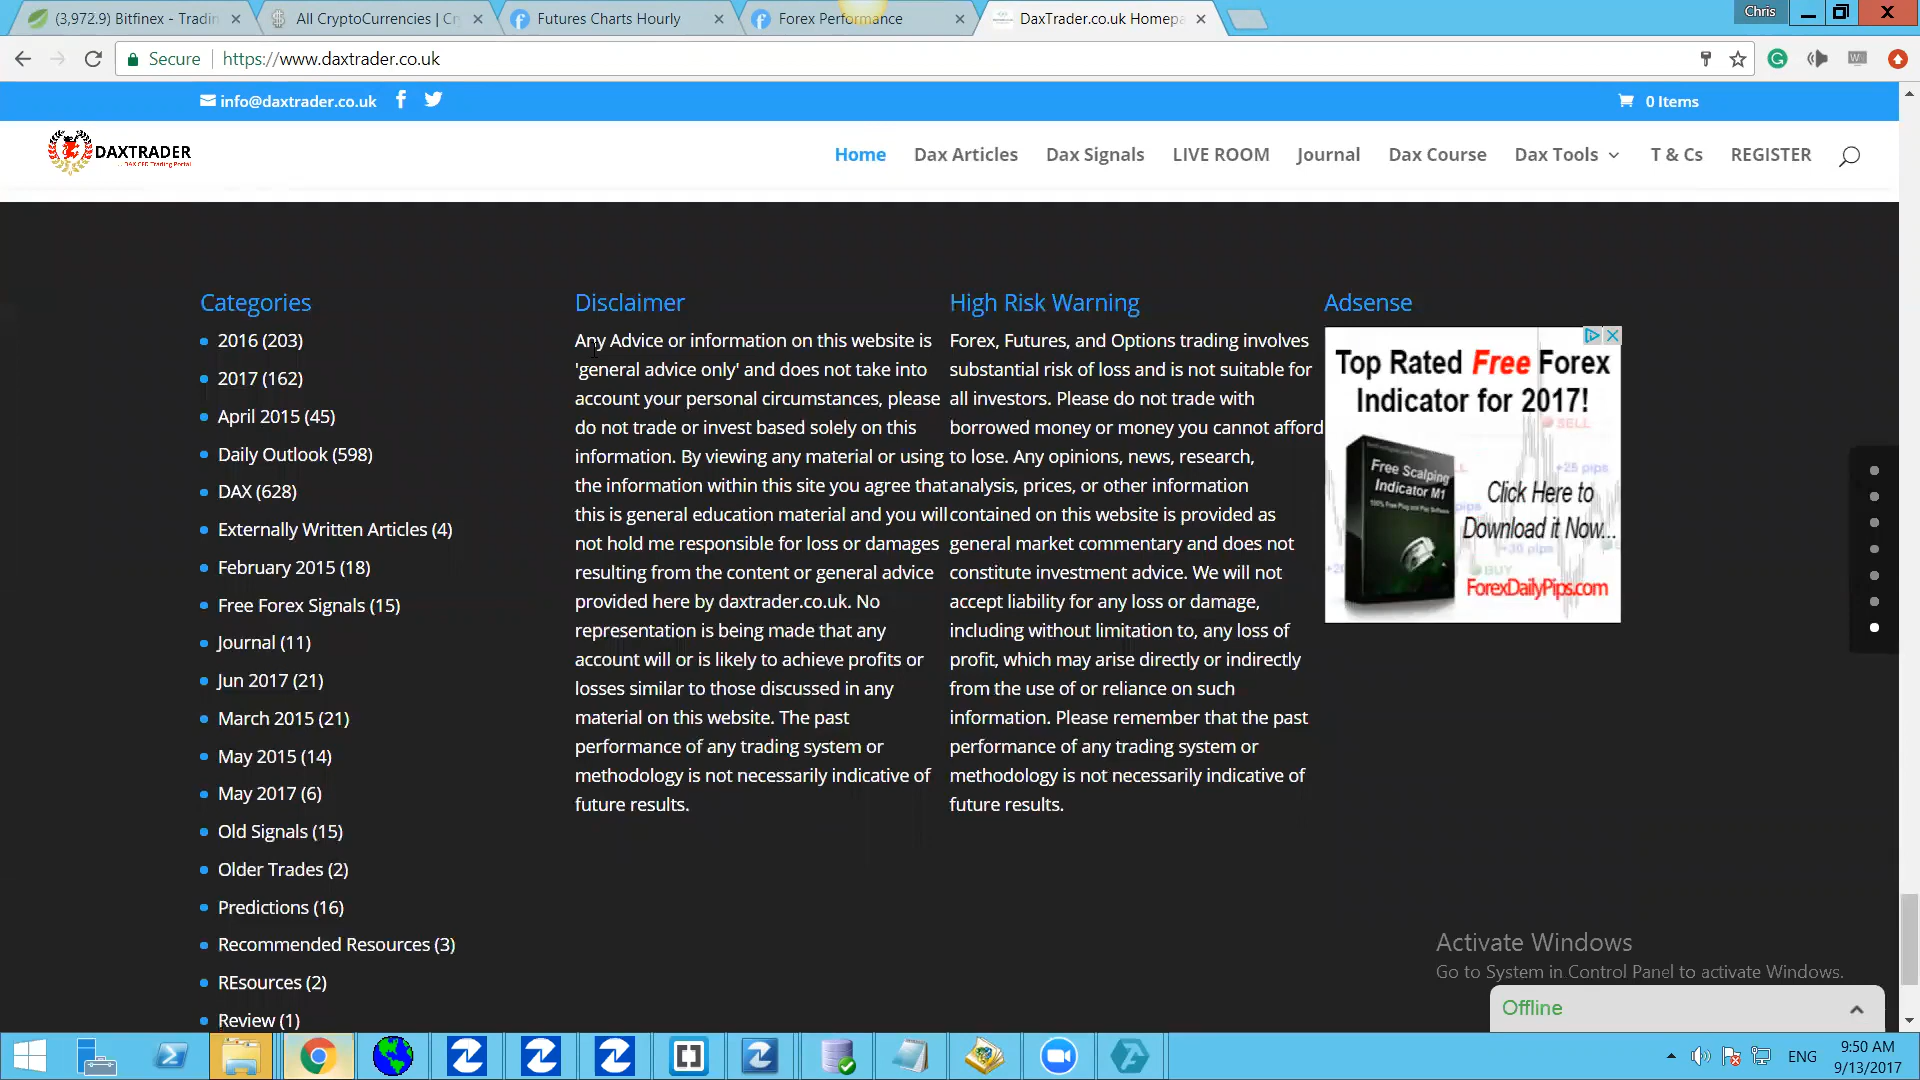 (3,972.9) Bitfinex - Tradin
All CryptoCurrencies | Cr
Futures Charts Hourly
Forex Performance
DaxTrader.co.uk Homepa
Chris
Secure
https://www.daxtrader.co.uk
info@daxtrader.co.uk
0 Items
DAXTRADER
DAX CFD Trading Portal
Home
Dax Articles
Dax Signals
LIVE ROOM
Journal
Dax Course
Dax Tools
T & Cs
REGISTER
Categories
2016 (203)
2017 (162)
April 2015 (45)
Daily Outlook (598)
DAX (628)
Externally Written Articles (4)
February 2015 (18)
Free Forex Signals (15)
Journal (11)
Jun 2017 (21)
March 2015 (21)
May 2015 (14)
May 2017 (6)
Old Signals (15)
Older Trades (2)
Predictions (16)
Recommended Resources (3)
REsources (2)
Review (1)
Disclaimer
Any Advice or information on this website is
'general advice only' and does not take into
account your personal circumstances, please
do not trade or invest based solely on this
information. By viewing any material or using
the information within this site you agree that
this is general education material and you will
not hold me responsible for loss or damages
resulting from the content or general advice
provided here by daxtrader.co.uk. No
representation is being made that any
account will or is likely to achieve profits or
losses similar to those discussed in any
material on this website. The past
performance of any trading system or
methodology is not necessarily indicative of
future results.
High Risk Warning
Forex, Futures, and Options trading involves
substantial risk of loss and is not suitable for
all investors. Please do not trade with
borrowed money or money you cannot afford
to lose. Any opinions, news, research,
analysis, prices, or other information
contained on this website is provided as
general market commentary and does not
constitute investment advice. We will not
accept liability for any loss or damage,
including without limitation to, any loss of
profit, which may arise directly or indirectly
from the use of or reliance on such
information. Please remember that the past
performance of any trading system or
methodology is not necessarily indicative of
future results.
Adsense
Top Rated Free Forex
Indicator for 2017!
SELL
+25 pips
Free Scalping
Indicator M1
100% Free Plug and Play Software
Click Here to
Download it Now...
+30 pips
BUY
ForexDailyPips.com
Activate Windows
Go to System in Control Panel to activate Windows.
Offline
ENG
9:50 AM
9/13/2017